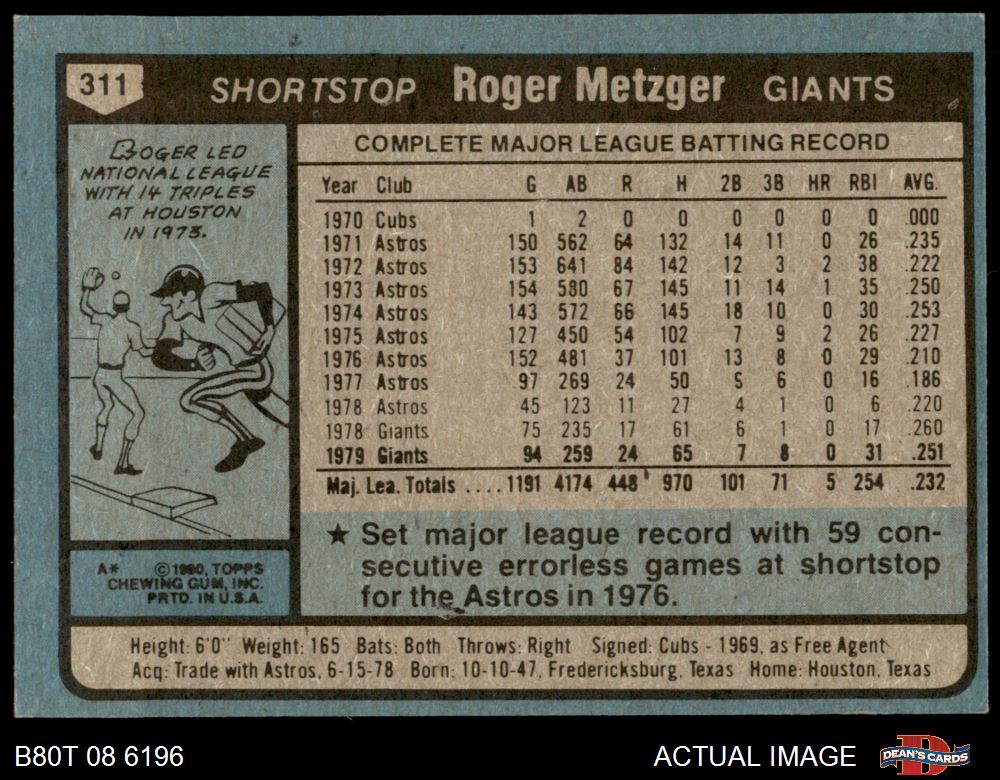 311 SHORTSTOP Roger Metzger GIANTS
ROGER LED
NATIONAL LEAGUE
WITH 14 TRIPLES
AT HOUSTON
IN 1973.
COMPLETE MAJOR LEAGUE BATTING RECORD
Year Club G AB R H 2B 3B HR RBI AVG.
1970 Cubs 1 2 0 0 0 0 0 0 .000
1971 Astros 150 562 64 132 14 11 0 26 .235
1972 Astros 153 641 84 142 12 3 2 38 .222
1973 Astros 154 580 67 145 11 14 1 35 .250
1974 Astros 143 572 66 145 18 10 0 30 .253
1975 Astros 127 450 54 102 7 9 2 26 .227
1976 Astros 152 481 37 101 13 8 0 29 .210
1977 Astros 97 269 24 50 9 6 0 16 .186
1978 Astros 45 123 11 27 4 1 0 6 .220
1978 Giants 75 235 17 61 6 1 0 17 .260
1979 Giants 94 259 24 65 7 8 0 31 .251
Maj. Lea. Totals .... 1191 4174 448 970 101 71 5 254 .232
★ Set major league record with 59 con-
secutive errorless games at shortstop
for the Astros in 1976.
A* ©1980, TOPPS
CHEWING GUM, INC.
PRTD. IN U.S.A.
Height: 6'0" Weight: 165 Bats: Both Throws: Right Signed: Cubs - 1969, as Free Agent
Acq: Trade with Astros, 6-15-78 Born: 10-10-47, Fredericksburg, Texas Home: Houston, Texas
B80T 08 6196 ACTUAL IMAGE DEAN'S CARDS